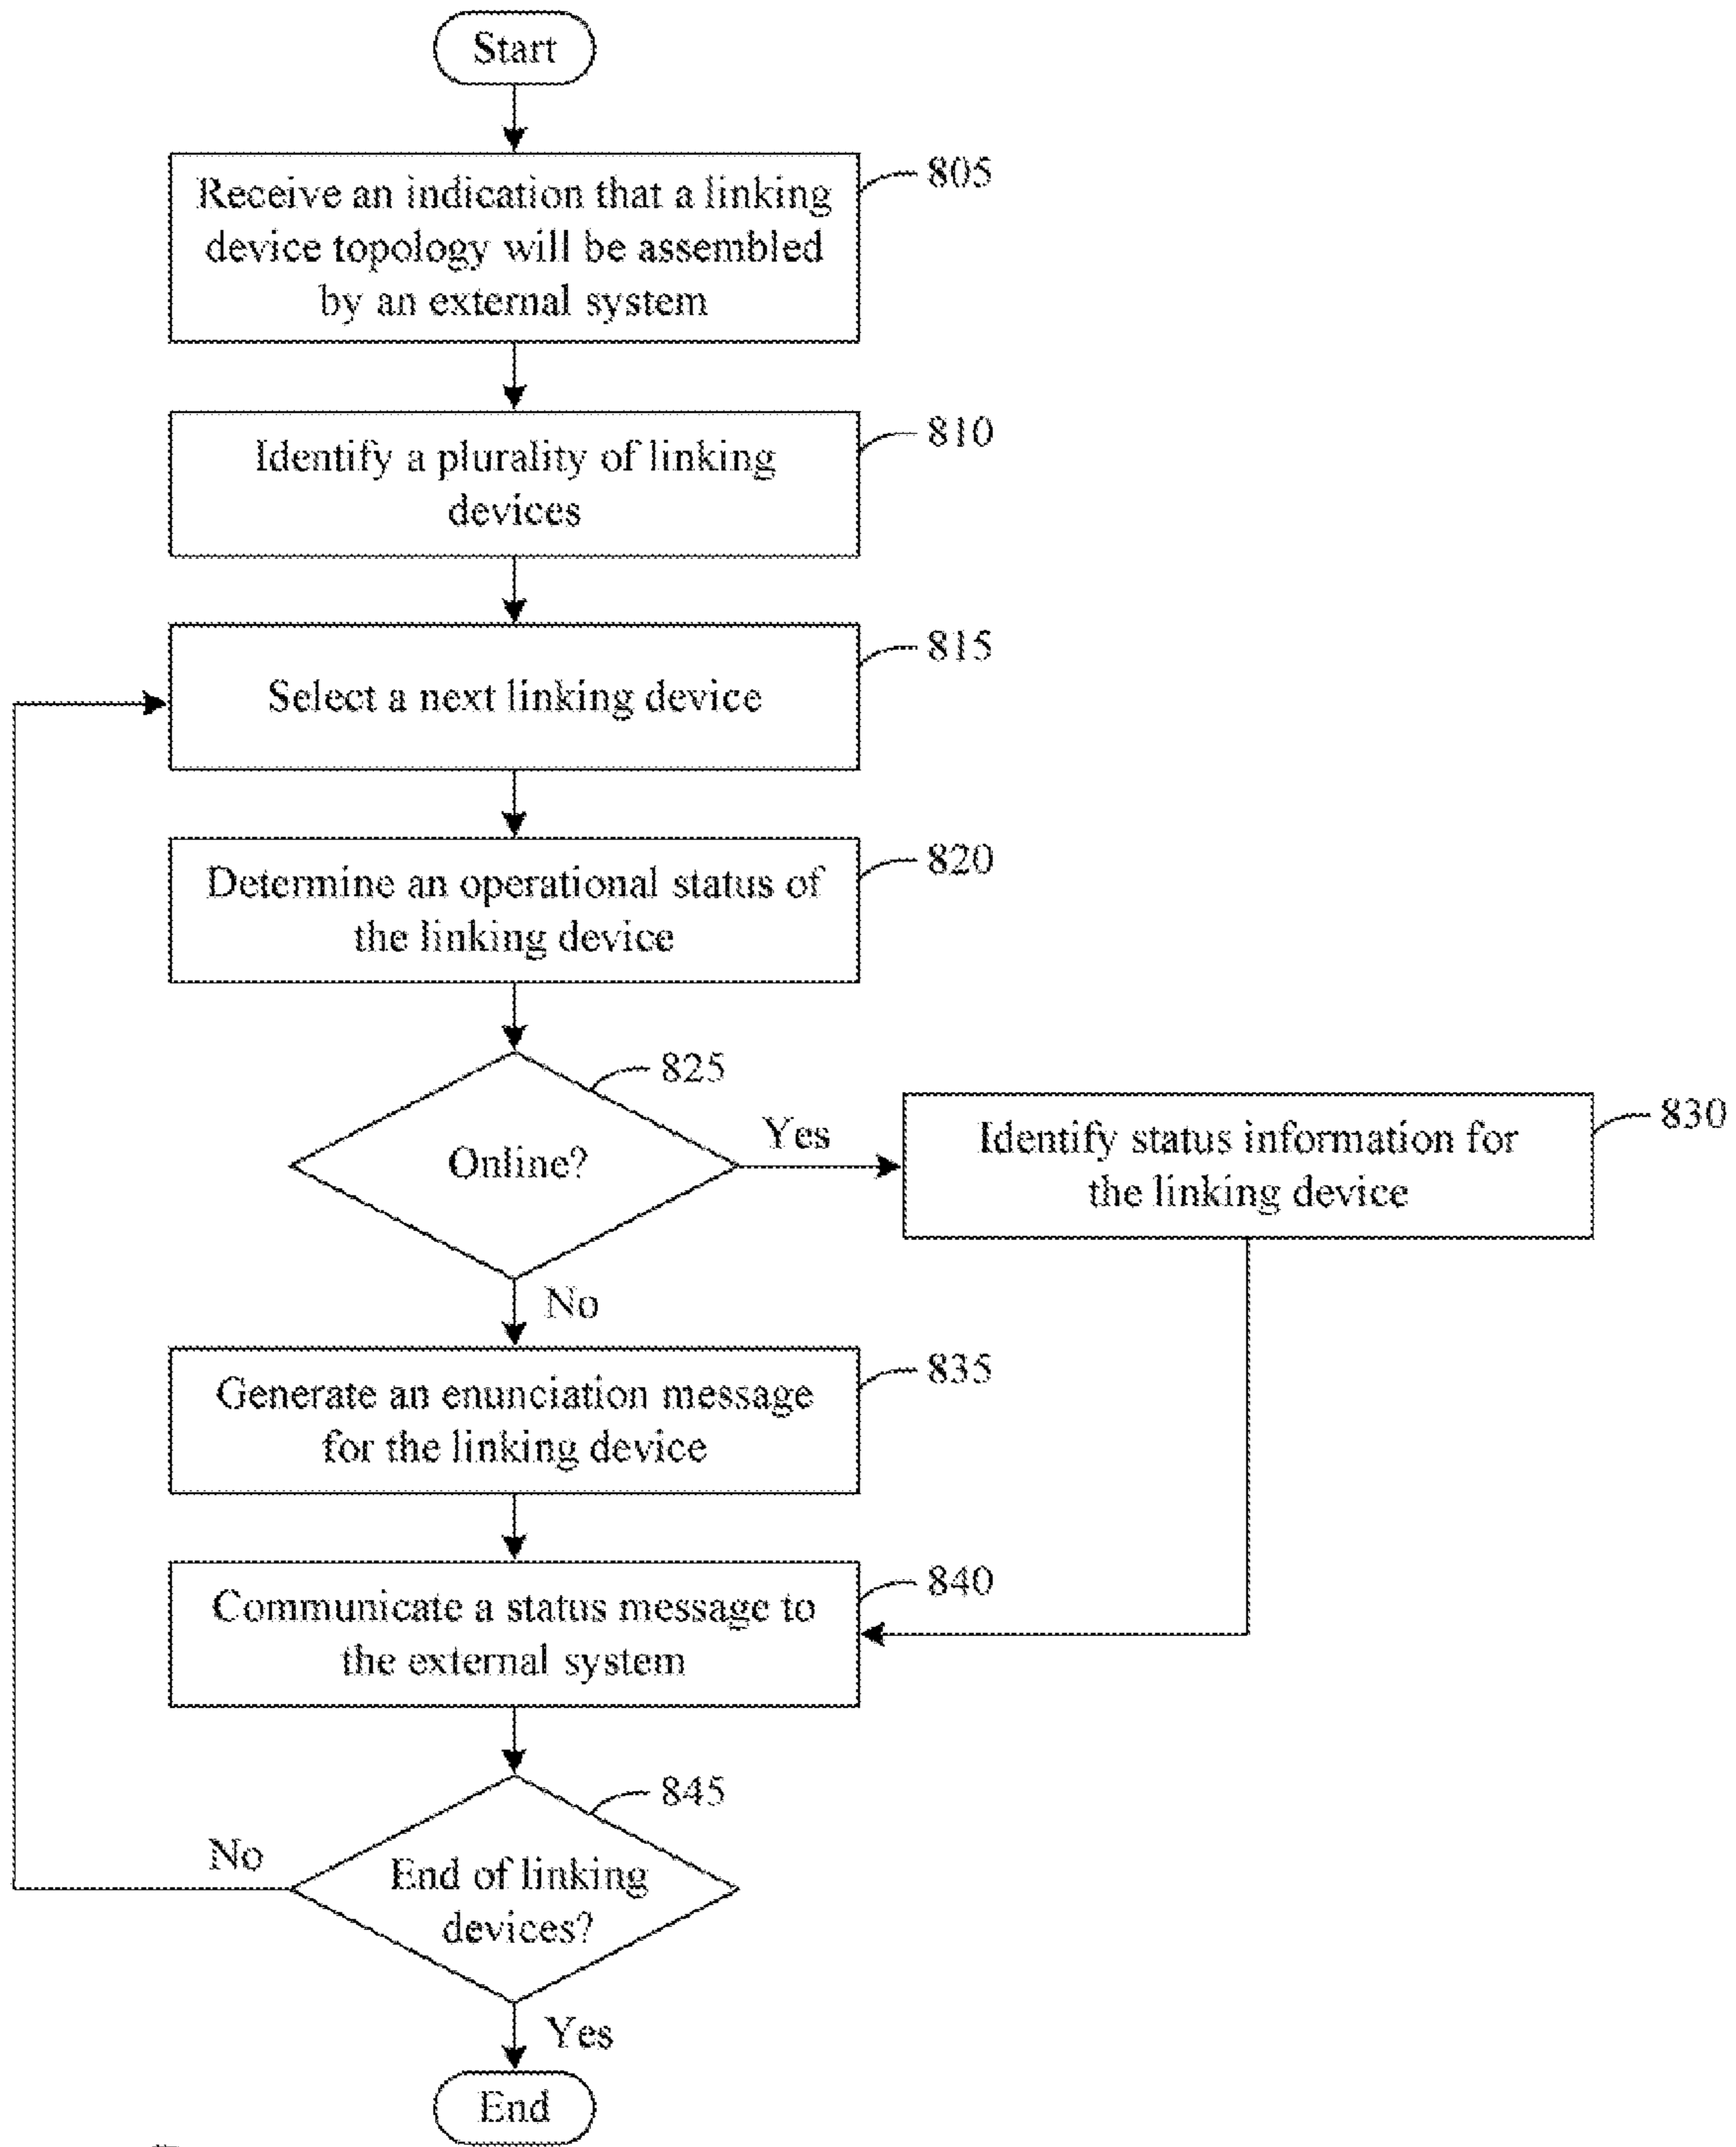 Start
Receive an indication that a linking
device topology will be assembled
by an external system
805
Identify a plurality of linking
devices
810
Select a next linking device
815
Determine an operational status of
the linking device
820
Online?
825
Yes
Identify status information for
the linking device
830
No
Generate an enunciation message
for the linking device
835
Communicate a status message to
the external system
840
End of linking
devices?
845
No
Yes
End